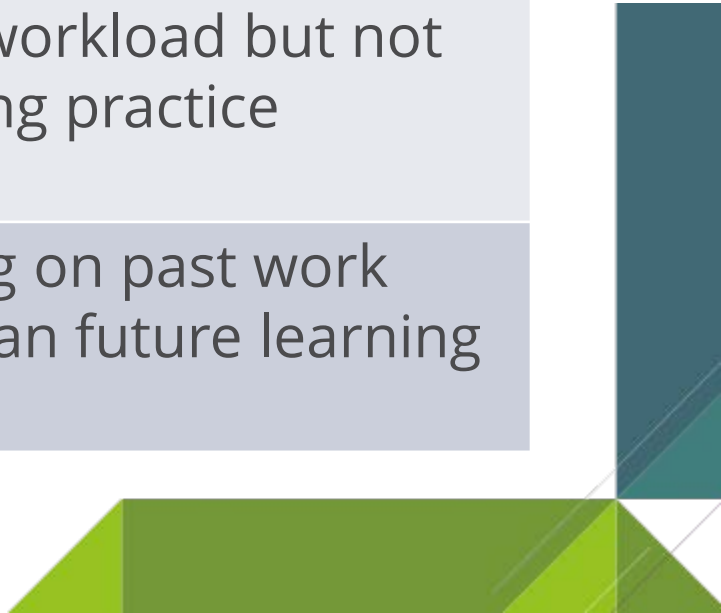 workload but not
ng practice
g on past work
an future learning